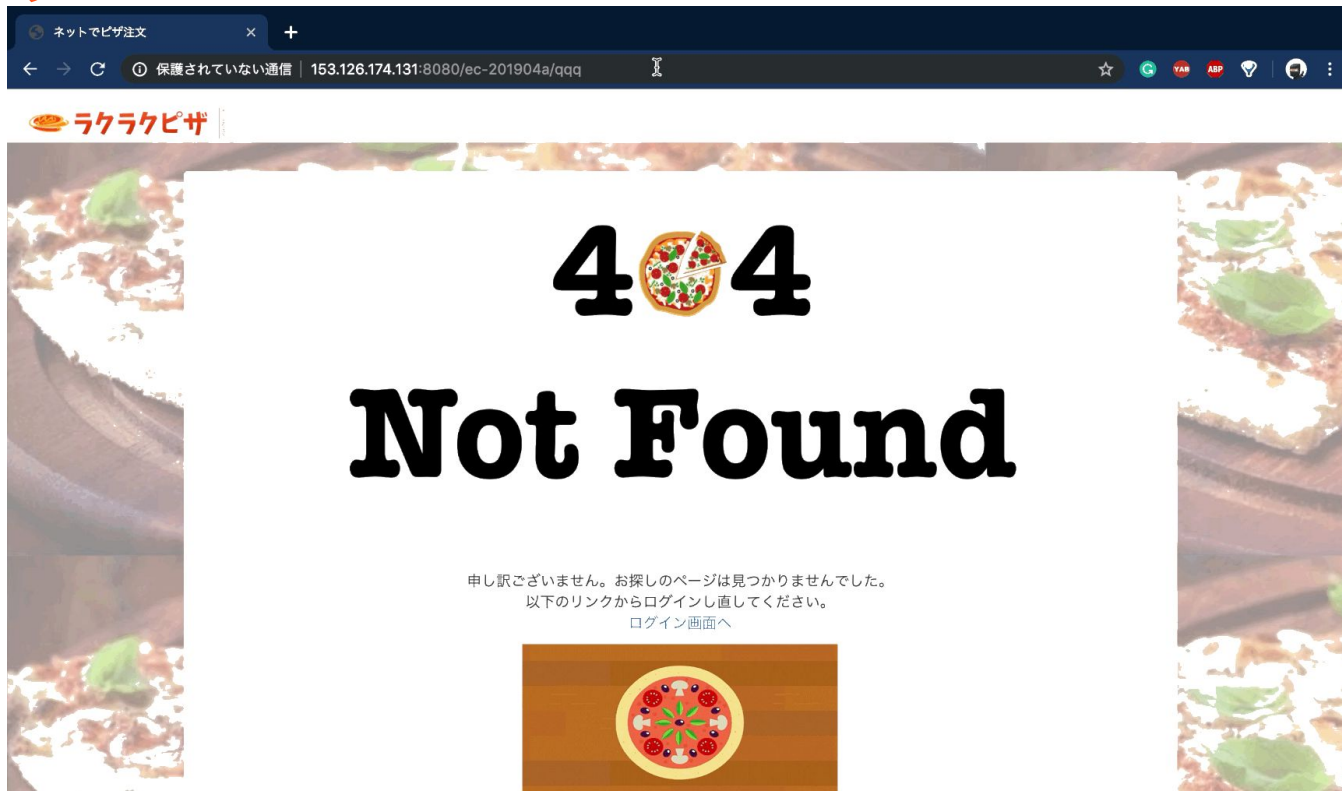 ネットでピザ注文
保護されていない通信 153.126.174.131:8080/ec-201904a/qqq
YAB
ABP
ラクラクピザ
4 4
Not Found
申し訳ございません。お探しのページは見つかりませんでした。
以下のリンクからログインし直してください。
ログイン画面へ